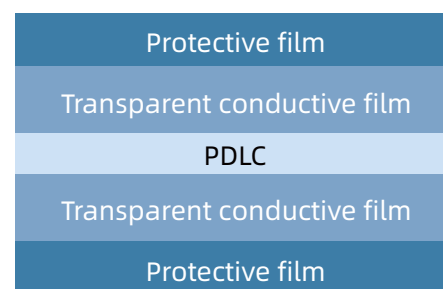 Protective film
Transparent conductive film
PDLC
Transparent conductive film
Protective film